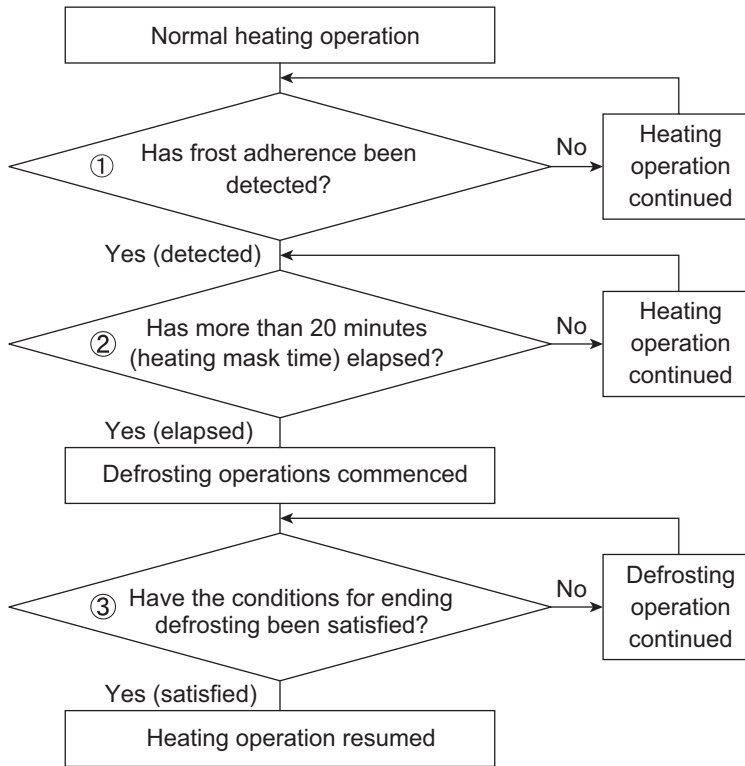 Normal heating operation
① Has frost adherence been
detected?
No
Heating
operation
continued
Yes (detected)
② Has more than 20 minutes
(heating mask time) elapsed?
No
Heating
operation
continued
Yes (elapsed)
Defrosting operations commenced
③ Have the conditions for ending
defrosting been satisfied?
No
Defrosting
operation
continued
Yes (satisfied)
Heating operation resumed